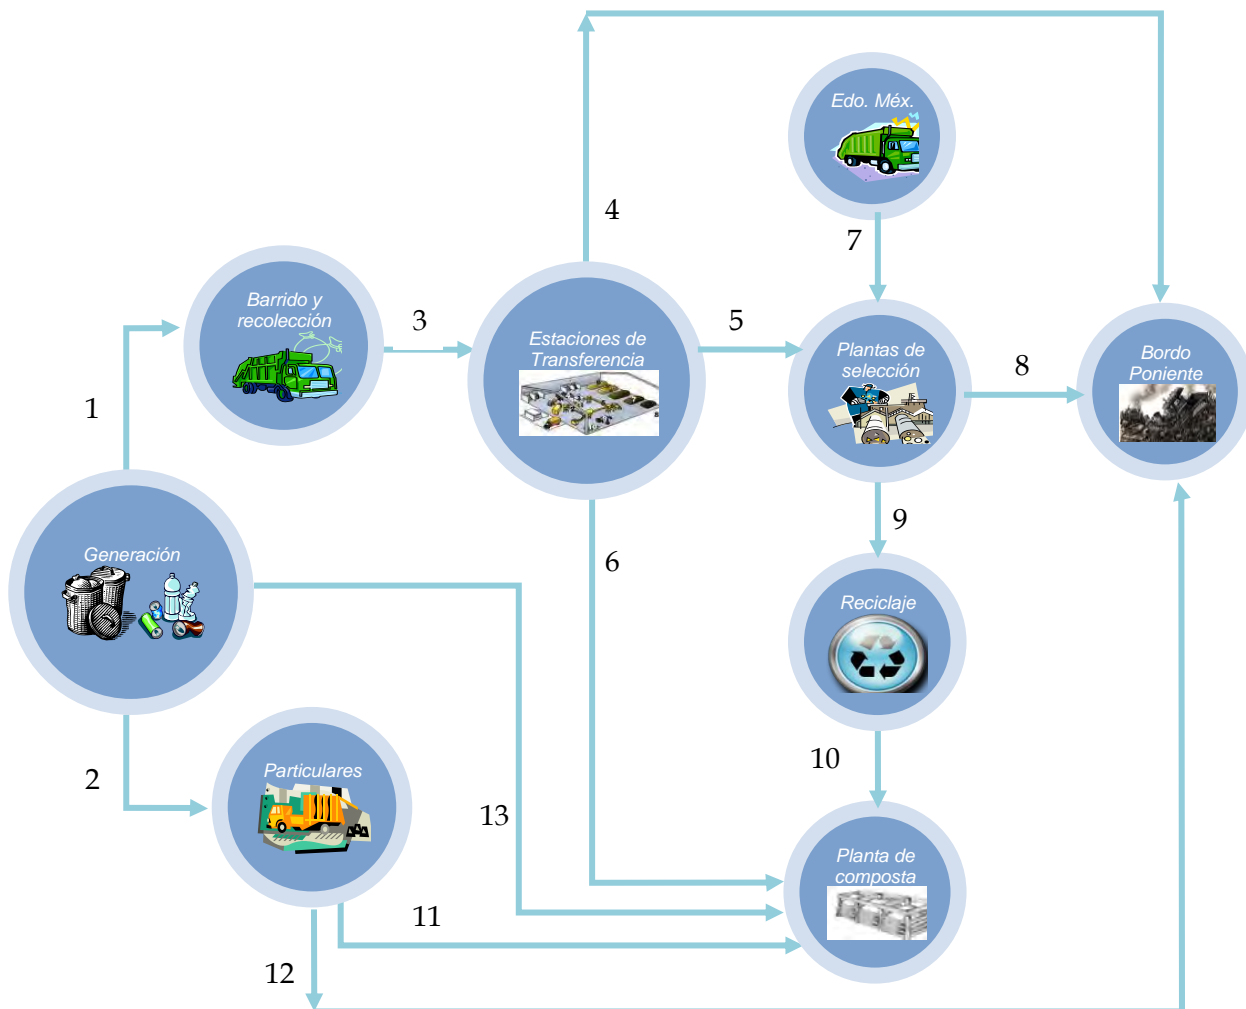 Edo. Méx.
4
7
Barrido y
recolección
3
Estaciones de
Transferencia
5
Plantas de
selección
8
Bordo
Poniente
1
Generación
6
9
Reciclaje
2
Particulares
13
10
Planta de
composta
11
12